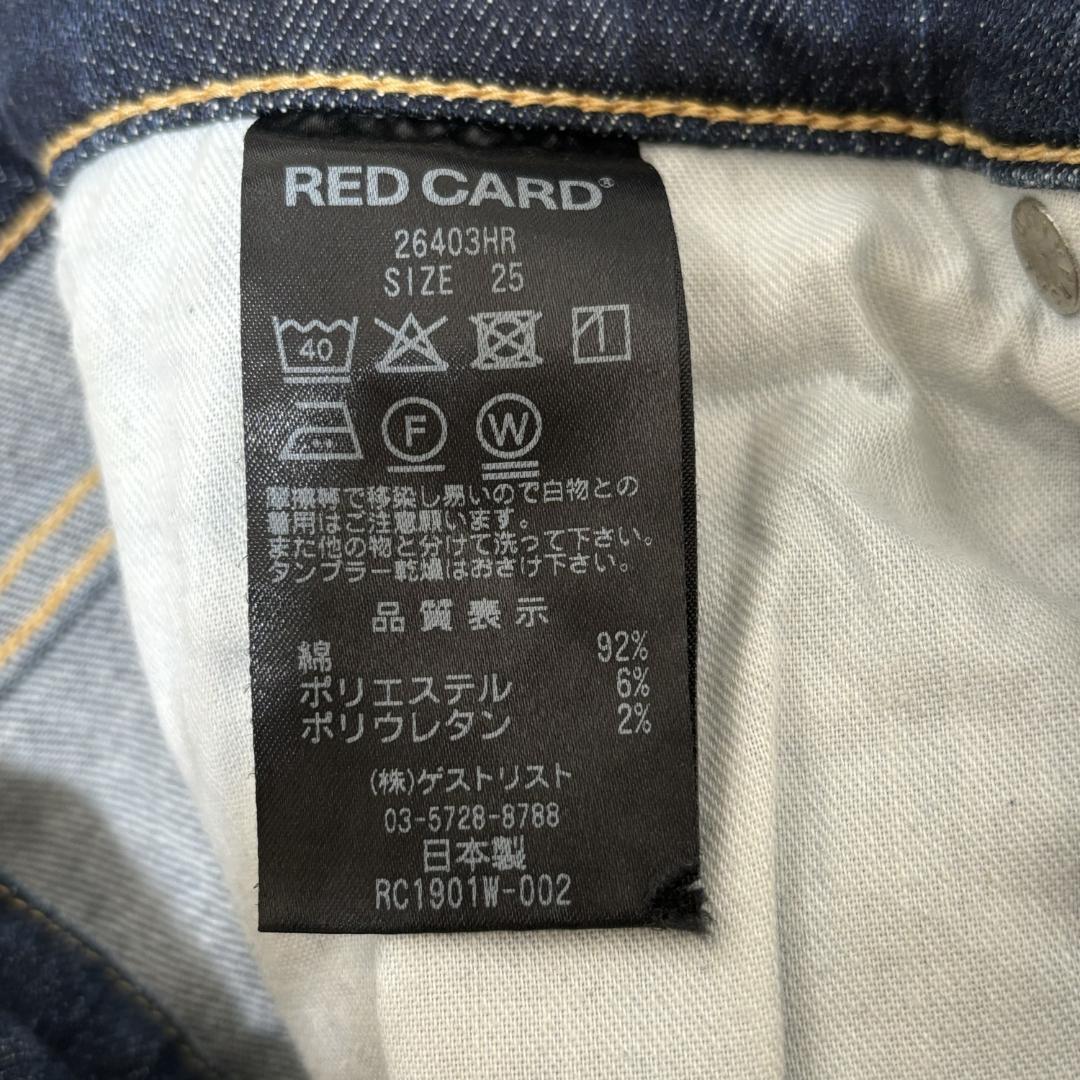 RED CARD®
26403HR
SIZE 25
40
F W
摩擦等で移染し易いので白物との
着用はご注意願います。
また他の物と分けて洗って下さい。
タンブラー乾燥はおさけ下さい。
品質表示
綿 92%
ポリエステル 6%
ポリウレタン 2%
(株)ゲストリスト
03-5728-8788
日本製
RC1901W-002